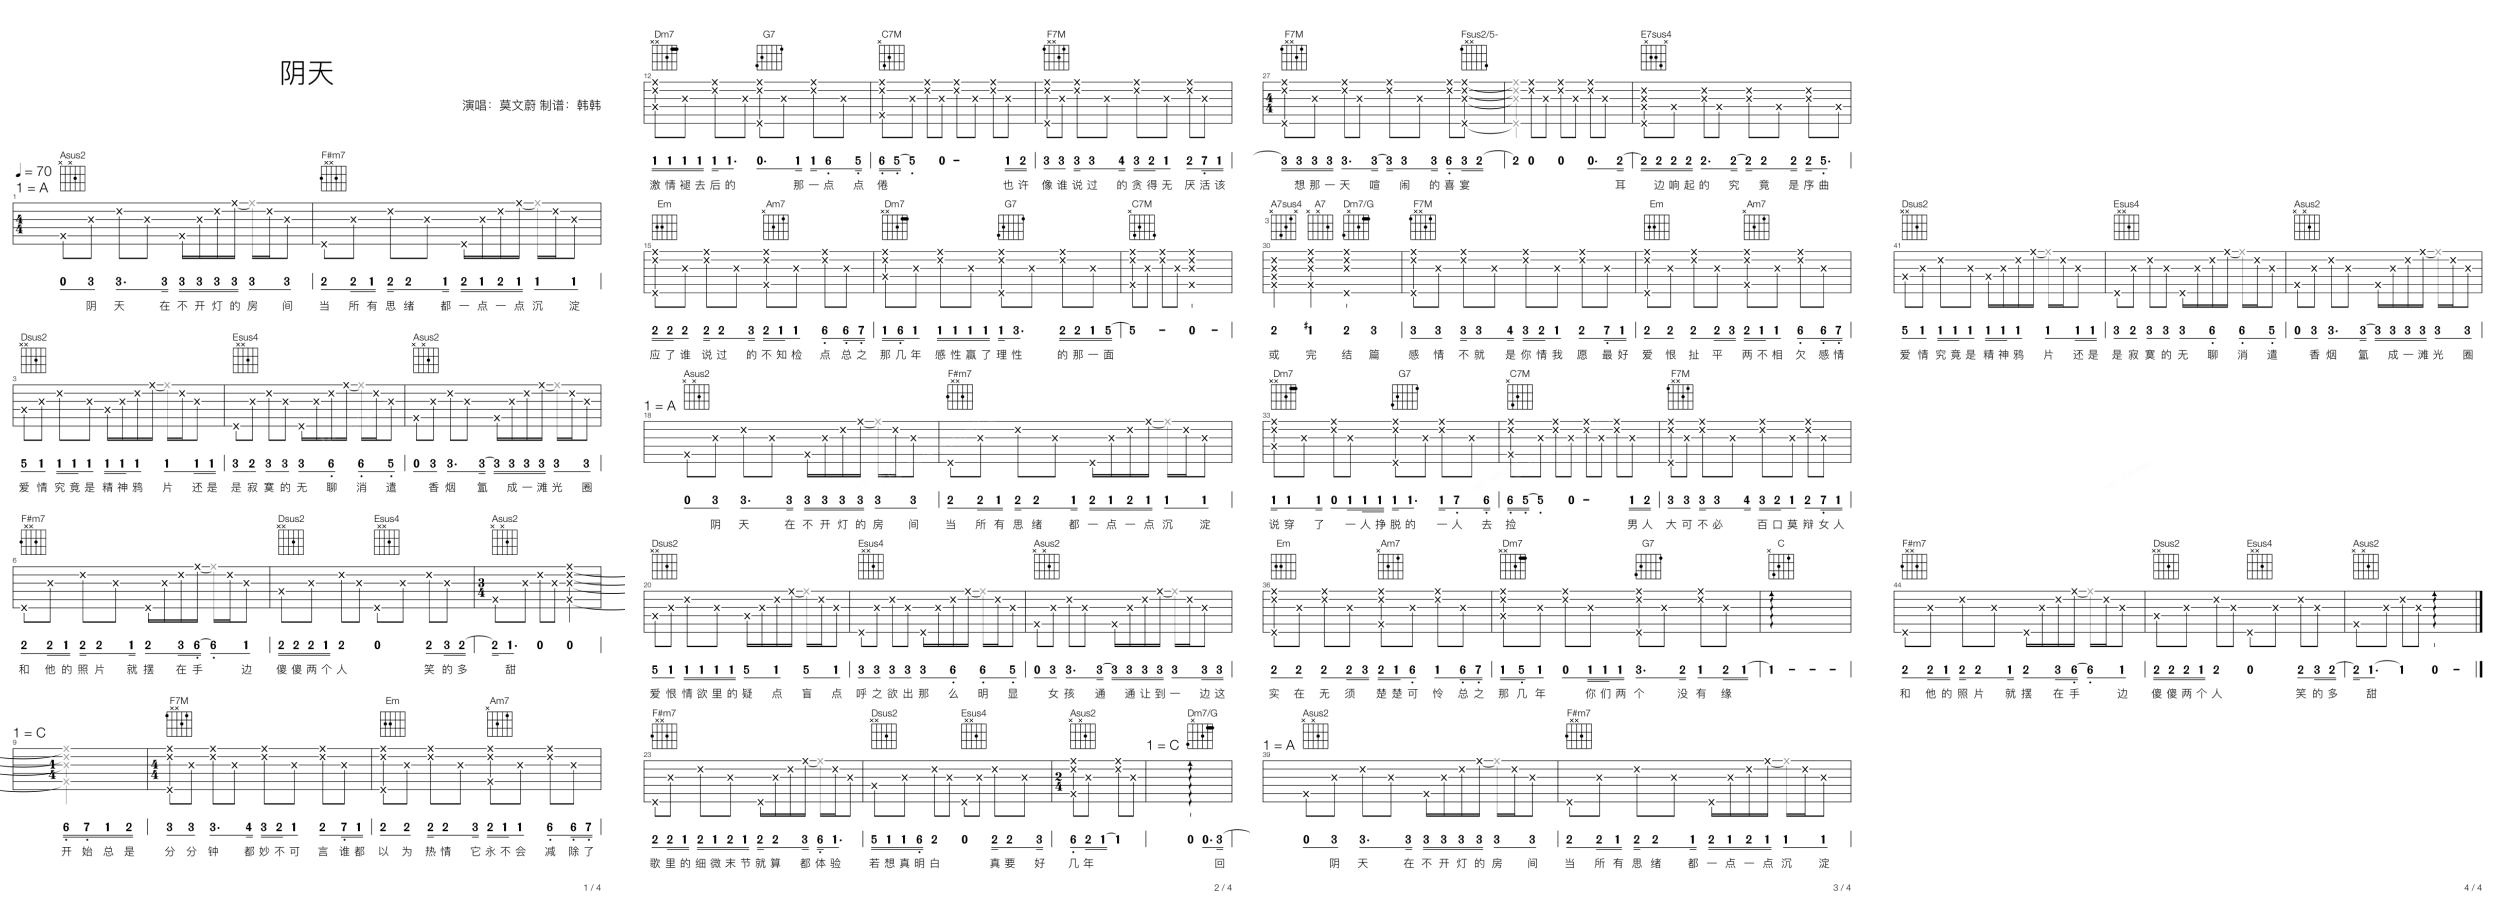 阴天
演唱：莫文蔚 制谱：韩韩
Asus2 F#m7
♩= 70
1 = A
1
4/4
0 3 3· 3 3 3 3 3 3 3 2 2 1 2 2 1 2 1 2 1 1 1
阴 天 在 不 开 灯 的 房 间 当 所 有 思 绪 都 一 点 一 点 沉 淀
Dsus2 Esus4 Asus2
3
5 1 1 1 1 1 1 1 1 1 1 3 2 3 3 3 6 6 5 0 3 3· 3 3 3 3 3 3 3
爱 情 究 竟 是 精 神 鸦 片 还 是 是 寂 寞 的 无 聊 消 遣 香 烟 氲 成 一 滩 光 圈
F#m7 Dsus2 Esus4 Asus2
6
3/4
2 2 1 2 2 1 2 3 6 6 1 2 2 2 1 2 0 2 3 2 2 1· 0 0
和 他 的 照 片 就 摆 在 手 边 傻 傻 两 个 人 笑 的 多 甜
F7M Em Am7
1 = C
9
1/4 4/4
6 7 1 2 3 3 3· 4 3 2 1 2 7 1 2 2 2 2 3 2 1 1 6 6 7
开 始 总 是 分 分 钟 都 妙 不 可 言 谁 都 以 为 热 情 它 永 不 会 减 除 了
1 / 4
Dm7 G7 C7M F7M
12
1 1 1 1 1 1· 0· 1 1 6 5 6 5 5 0 – 1 2 3 3 3 3 4 3 2 1 2 7 1
激 情 褪 去 后 的 那 一 点 点 倦 也 许 像 谁 说 过 的 贪 得 无 厌 活 该
Em Am7 Dm7 G7 C7M
15
2 2 2 2 2 3 2 1 1 6 6 7 1 6 1 1 1 1 1 1 3· 2 2 1 5 5 – 0 –
应 了 谁 说 过 的 不 知 检 点 总 之 那 几 年 感 性 赢 了 理 性 的 那 一 面
Asus2 F#m7
1 = A
18
0 3 3· 3 3 3 3 3 3 3 2 2 1 2 2 1 2 1 2 1 1 1
阴 天 在 不 开 灯 的 房 间 当 所 有 思 绪 都 一 点 一 点 沉 淀
Dsus2 Esus4 Asus2
20
5 1 1 1 1 1 5 1 5 1 3 3 3 3 3 6 6 5 0 3 3· 3 3 3 3 3 3 3
爱 恨 情 欲 里 的 疑 点 盲 点 呼 之 欲 出 那 么 明 显 女 孩 通 通 让 到 一 边 这
F#m7 Dsus2 Esus4 Asus2 Dm7/G
1 = C
23
2/4
2 2 1 2 1 2 1 2 2 3 6 1· 5 1 1 6 2 0 2 2 3 6 2 1 1 0 0· 3
歌 里 的 细 微 末 节 就 算 都 体 验 若 想 真 明 白 真 要 好 几 年 回
2 / 4
F7M Fsus2/5- E7sus4
27
4/4
3 3 3 3 3· 3 3 3 3 6 3 2 2 0 0 0· 2 2 2 2 2 2· 2 2 2 2 2 5·
想 那 一 天 喧 闹 的 喜 宴 耳 边 响 起 的 究 竟 是 序 曲
A7sus4 A7 Dm7/G F7M Em Am7
3
30
2 #1 2 3 3 3 3 3 4 3 2 1 2 7 1 2 2 2 2 3 2 1 1 6 6 7
或 完 结 篇 感 情 不 就 是 你 情 我 愿 最 好 爱 恨 扯 平 两 不 相 欠 感 情
Dm7 G7 C7M F7M
33
1 1 1 0 1 1 1 1 1· 1 7 6 6 5 5 0 – 1 2 3 3 3 3 4 3 2 1 2 7 1
说 穿 了 一 人 挣 脱 的 一 人 去 捡 男 人 大 可 不 必 百 口 莫 辩 女 人
Em Am7 Dm7 G7 C
36
2 2 2 2 3 2 1 6 1 6 7 1 5 1 0 1 1 1 3· 2 1 2 1 1 – – –
实 在 无 须 楚 楚 可 怜 总 之 那 几 年 你 们 两 个 没 有 缘
Asus2 F#m7
1 = A
39
0 3 3· 3 3 3 3 3 3 3 2 2 1 2 2 1 2 1 2 1 1 1
阴 天 在 不 开 灯 的 房 间 当 所 有 思 绪 都 一 点 一 点 沉 淀
3 / 4
Dsus2 Esus4 Asus2
41
5 1 1 1 1 1 1 1 1 1 1 3 2 3 3 3 6 6 5 0 3 3· 3 3 3 3 3 3 3
爱 情 究 竟 是 精 神 鸦 片 还 是 是 寂 寞 的 无 聊 消 遣 香 烟 氲 成 一 滩 光 圈
F#m7 Dsus2 Esus4 Asus2
44
2 2 1 2 2 1 2 3 6 6 1 2 2 2 1 2 0 2 3 2 2 1· 1 0 –
和 他 的 照 片 就 摆 在 手 边 傻 傻 两 个 人 笑 的 多 甜
4 / 4